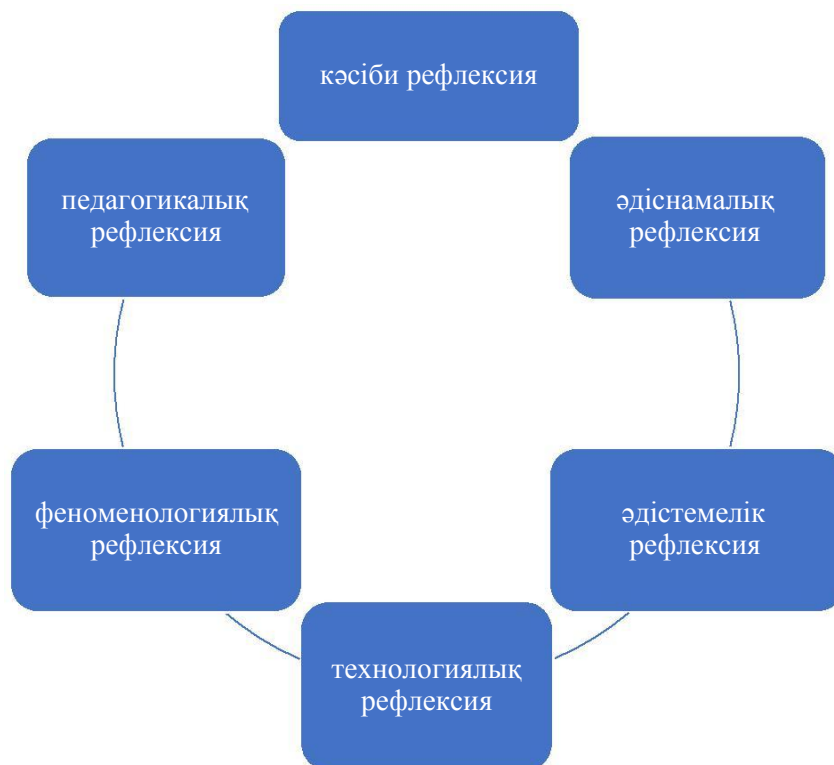 кәсіби рефлексия
әдіснамалық
рефлексия
әдістемелік
рефлексия
технологиялық
рефлексия
феноменологиялық
рефлексия
педагогикалық
рефлексия